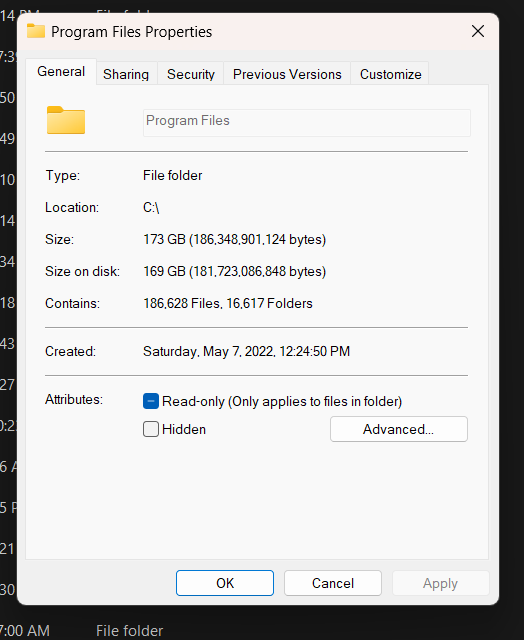 14 PM File folder
Program Files Properties
7:39
General Sharing Security Previous Versions Customize
50
Program Files
49
10
Type: File folder
Location: C:\
14
Size: 173 GB (186,348,901,124 bytes)
34
Size on disk: 169 GB (181,723,086,848 bytes)
18
Contains: 186,628 Files, 16,617 Folders
43
Created: Saturday, May 7, 2022, 12:24:50 PM
27
Attributes: Read-only (Only applies to files in folder)
0:22
Hidden Advanced...
6 A
5 P
21
OK Cancel Apply
30
7:00 AM File folder